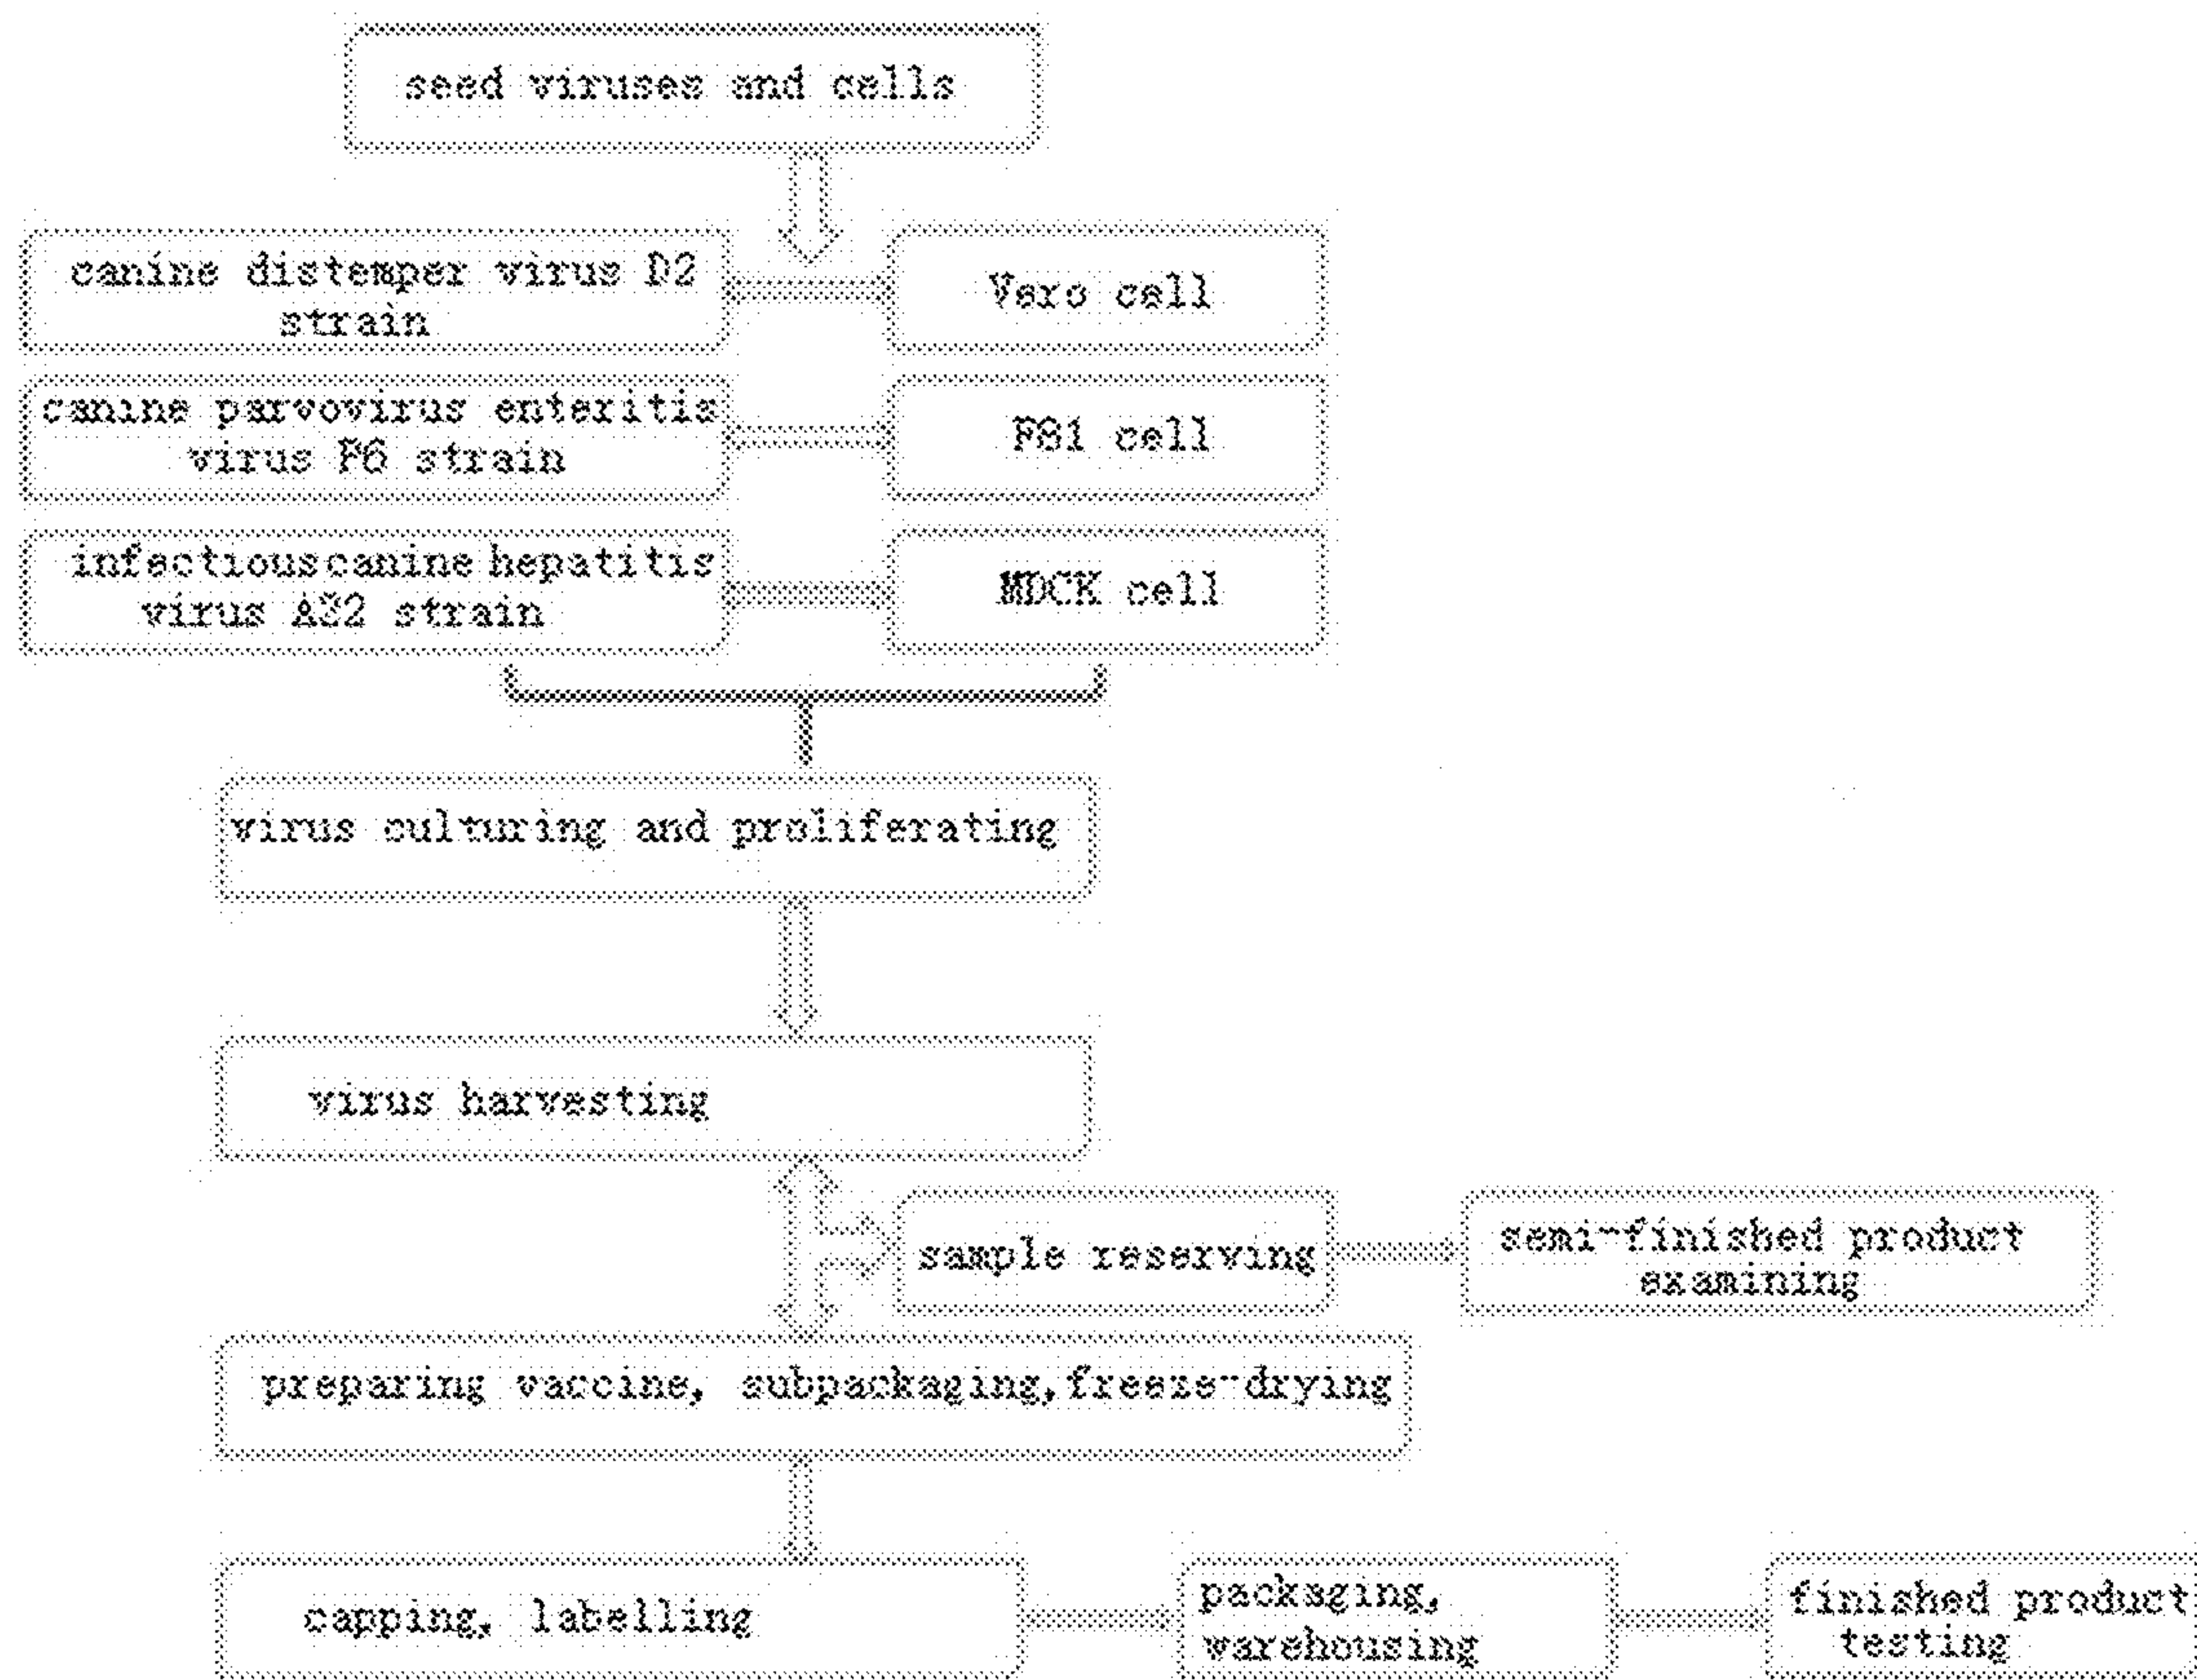 seed viruses and cells
canine distemper virus D2
strain
Vero cell
canine parvovirus enteritis
virus P6 strain
F81 cell
infectious canine hepatitis
virus A22 strain
MDCK cell
virus culturing and proliferating
virus harvesting
sample reserving
semi-finished product
examining
preparing vaccine, subpackaging, freeze-drying
capping, labelling
packaging,
warehousing
finished product
testing